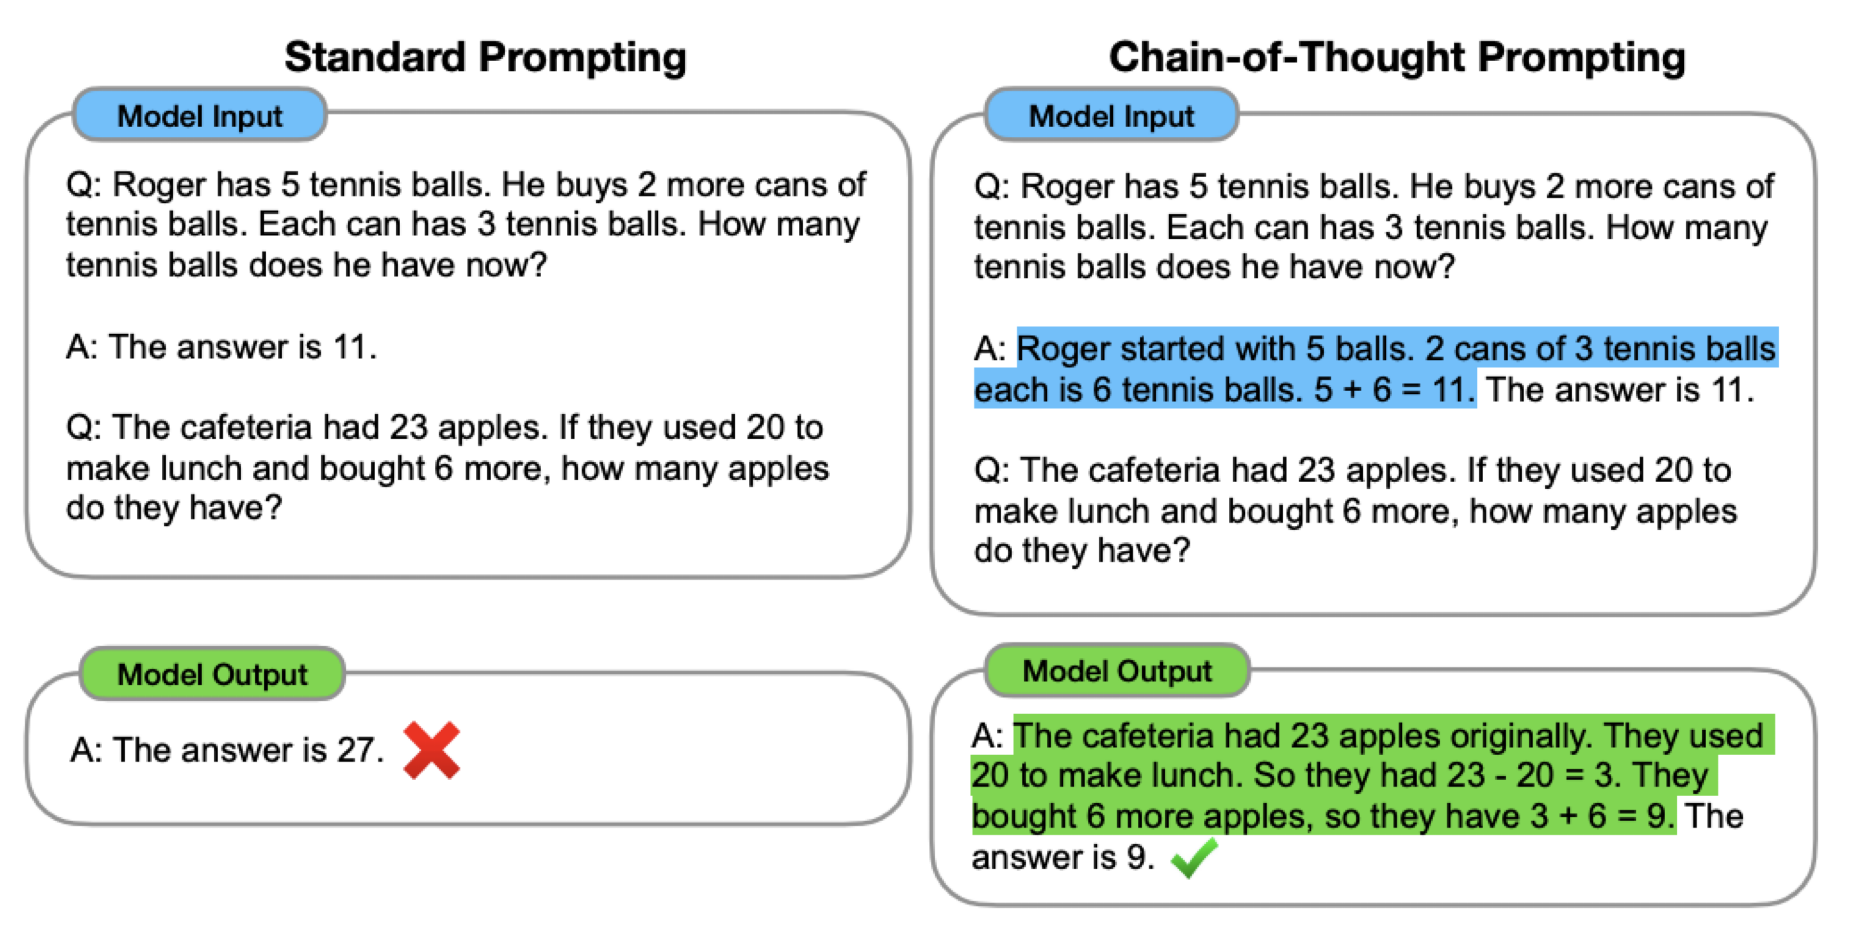 Standard Prompting
Model Input
Q: Roger has 5 tennis balls. He buys 2 more cans of
tennis balls. Each can has 3 tennis balls. How many
tennis balls does he have now?
A: The answer is 11.
Q: The cafeteria had 23 apples. If they used 20 to
make lunch and bought 6 more, how many apples
do they have?
Model Output
A: The answer is 27.
Chain-of-Thought Prompting
Model Input
Q: Roger has 5 tennis balls. He buys 2 more cans of
tennis balls. Each can has 3 tennis balls. How many
tennis balls does he have now?
A: Roger started with 5 balls. 2 cans of 3 tennis balls
each is 6 tennis balls. 5 + 6 = 11. The answer is 11.
Q: The cafeteria had 23 apples. If they used 20 to
make lunch and bought 6 more, how many apples
do they have?
Model Output
A: The cafeteria had 23 apples originally. They used
20 to make lunch. So they had 23 - 20 = 3. They
bought 6 more apples, so they have 3 + 6 = 9. The
answer is 9.